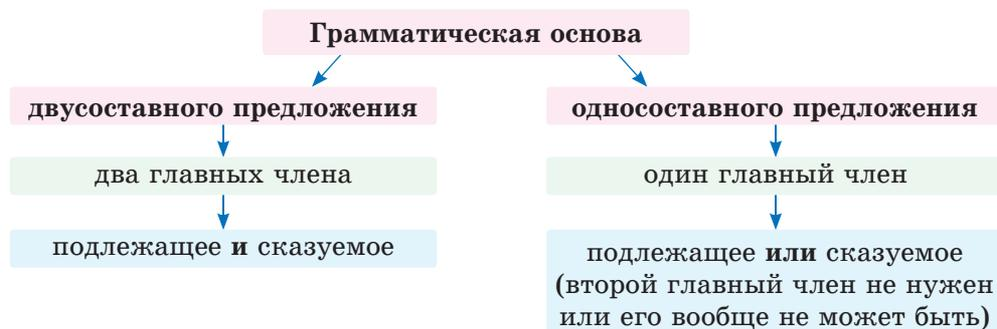 Грамматическая основа
двусоставного предложения
односоставного предложения
два главных члена
один главный член
подлежащее и сказуемое
подлежащее или сказуемое
(второй главный член не нужен
или его вообще не может быть)